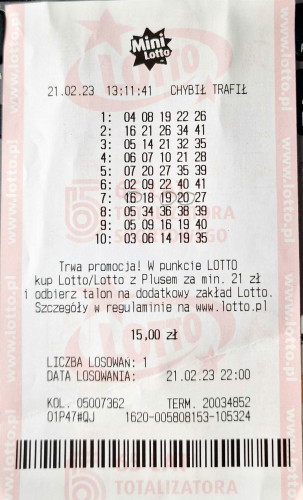 Mini
Lotto
21.02.23 13:11:41 CHYBIŁ TRAFIŁ
1: 04 08 19 22 26
2: 16 21 26 34 41
3: 05 14 21 32 35
4: 06 07 10 21 28
5: 07 20 27 35 39
6: 02 09 22 40 41
7: 16 18 19 20 27
8: 05 34 36 38 39
9: 05 09 16 19 40
10: 03 06 14 19 35
Trwa promocja! W punkcie LOTTO
kup Lotto/Lotto z Plusem za min. 21 zł
i odbierz talon na dodatkowy zakład Lotto.
Szczegóły w regulaminie na www.lotto.pl
15,00 zł
LICZBA LOSOWAŃ: 1
DATA LOSOWANIA: 21.02.23 22:00
KOL. 05007362 TERM. 20034852
01P47#QJ 1620-005808153-105324
TOTALIZATORA
www.lotto.pl